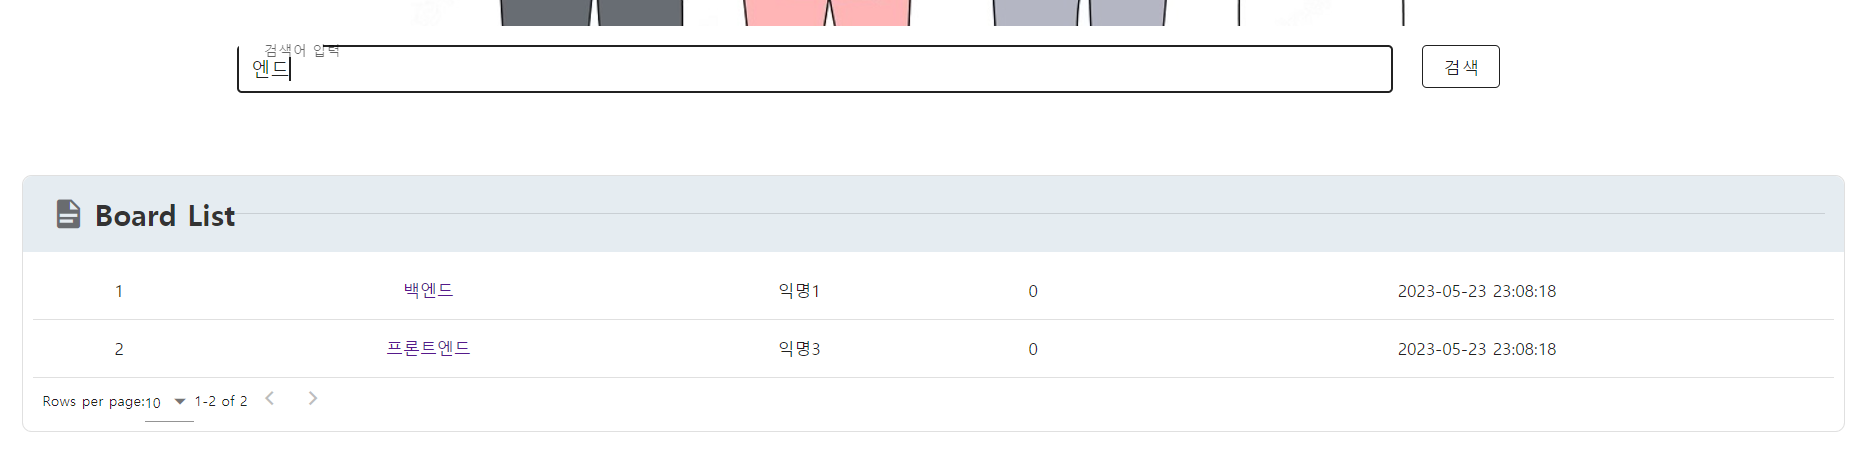 검색어 입력
엔드
검색
Board List
1 백엔드 익명1 0 2023-05-23 23:08:18
2 프론트엔드 익명3 0 2023-05-23 23:08:18
Rows per page: 10 1-2 of 2